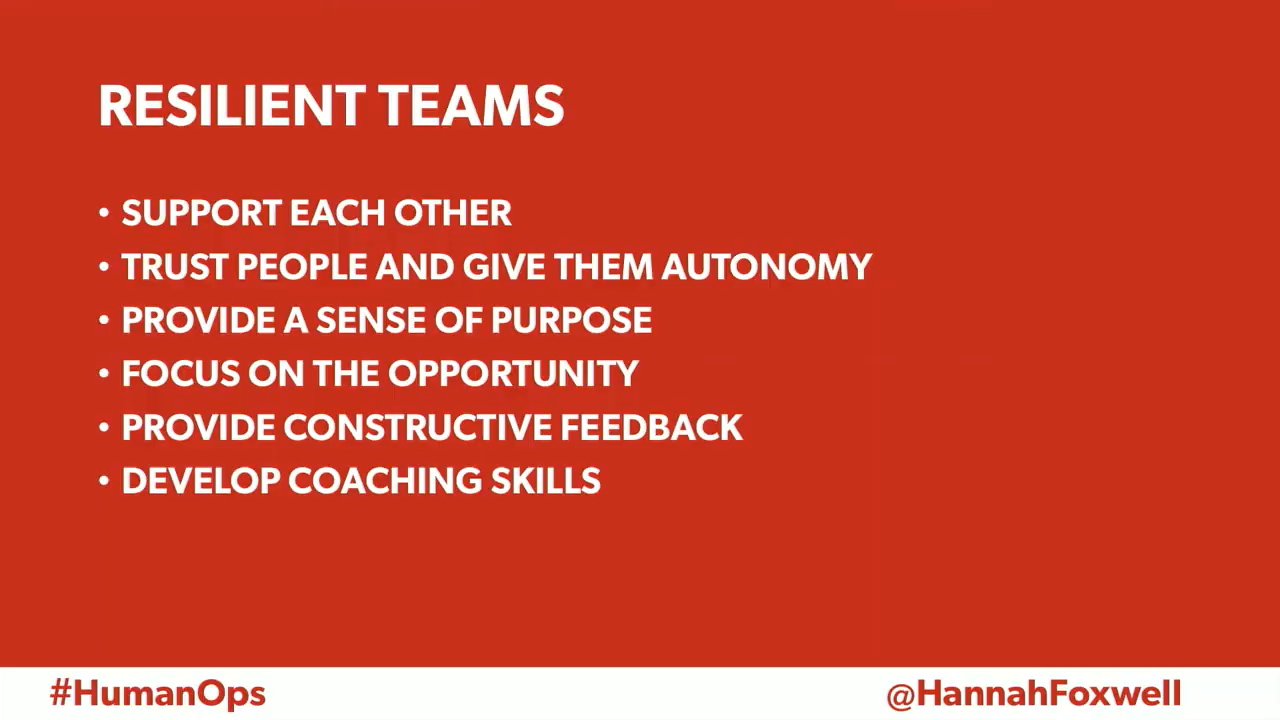 RESILIENT TEAMS
• SUPPORT EACH OTHER
• TRUST PEOPLE AND GIVE THEM AUTONOMY
• PROVIDE A SENSE OF PURPOSE
• FOCUS ON THE OPPORTUNITY
• PROVIDE CONSTRUCTIVE FEEDBACK
• DEVELOP COACHING SKILLS
#HumanOps
@HannahFoxwell